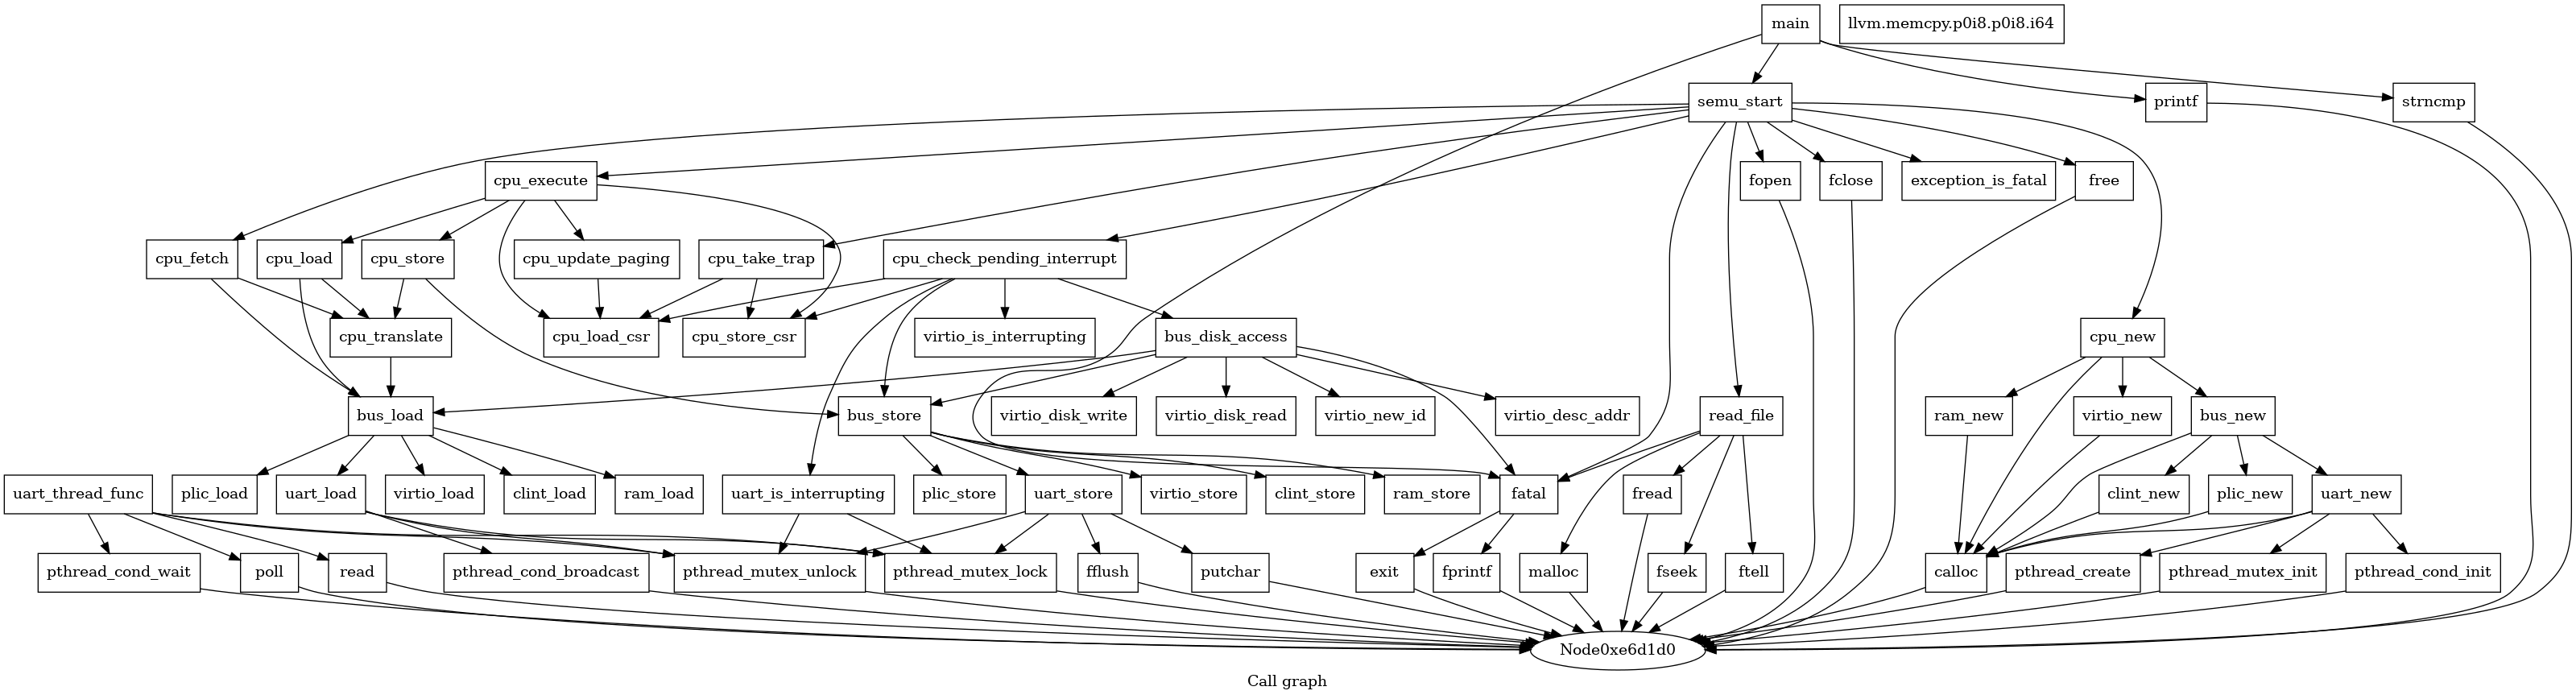 main
llvm.memcpy.p0i8.p0i8.i64
semu_start
printf
strncmp
cpu_execute
fopen
fclose
exception_is_fatal
free
cpu_fetch
cpu_load
cpu_store
cpu_update_paging
cpu_take_trap
cpu_check_pending_interrupt
cpu_translate
cpu_load_csr
cpu_store_csr
virtio_is_interrupting
bus_disk_access
cpu_new
bus_load
bus_store
virtio_disk_write
virtio_disk_read
virtio_new_id
virtio_desc_addr
read_file
ram_new
virtio_new
bus_new
uart_thread_func
plic_load
uart_load
virtio_load
clint_load
ram_load
uart_is_interrupting
plic_store
uart_store
virtio_store
clint_store
ram_store
fatal
fread
clint_new
plic_new
uart_new
pthread_cond_wait
poll
read
pthread_cond_broadcast
pthread_mutex_unlock
pthread_mutex_lock
fflush
putchar
exit
fprintf
malloc
fseek
ftell
calloc
pthread_create
pthread_mutex_init
pthread_cond_init
Node0xe6d1d0
Call graph